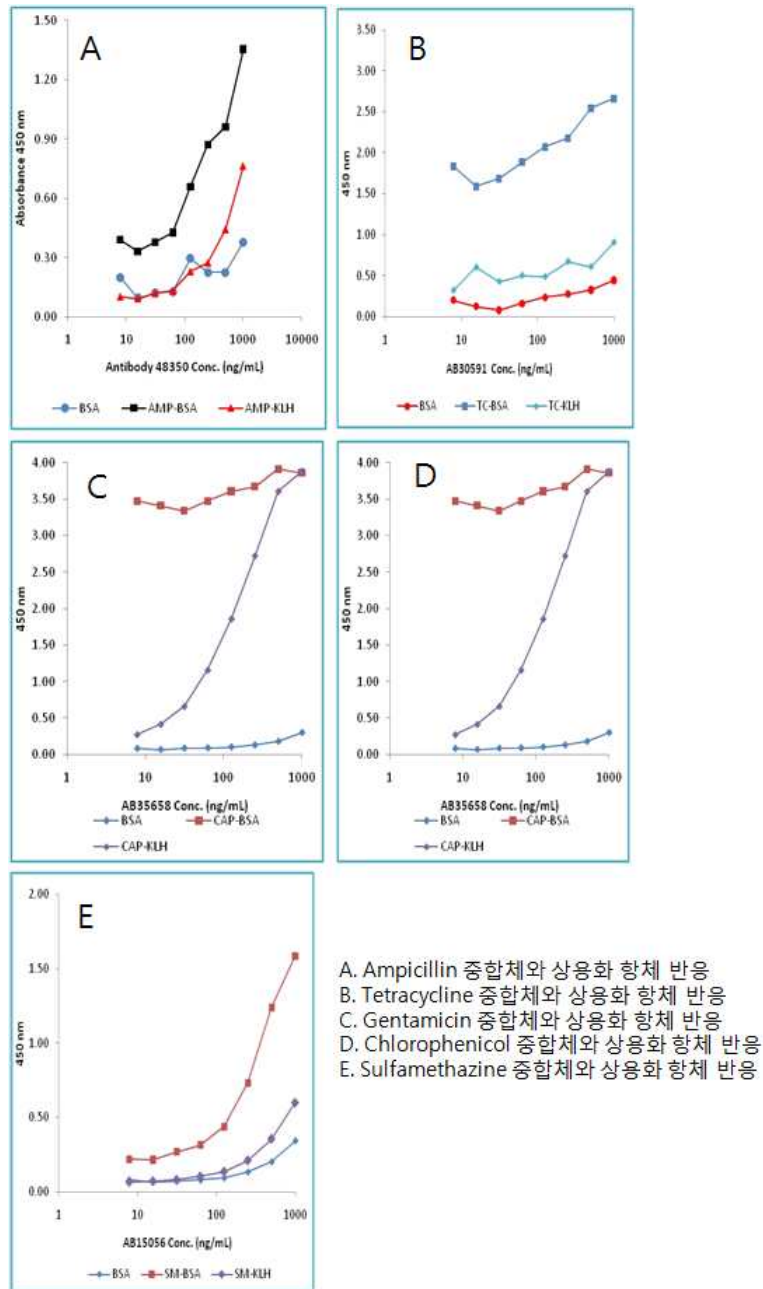 A
1.50
1.20
0.90
0.60
0.30
0.00
Absorbance 450 nm
1 10 100 1000 10000
Antibody 48350 Conc. (ng/mL)
BSA AMP-BSA AMP-KLH
B
3.50
3.00
2.50
2.00
1.50
1.00
0.50
0.00
450 nm
1 10 100 1000
AB30591 Conc. (ng/mL)
BSA TC-BSA TC-KLH
C
4.00
3.50
3.00
2.50
2.00
1.50
1.00
0.50
0.00
450 nm
1 10 100 1000
AB35658 Conc. (ng/mL)
BSA CAP-BSA
CAP-KLH
D
4.00
3.50
3.00
2.50
2.00
1.50
1.00
0.50
0.00
450 nm
1 10 100 1000
AB35658 Conc. (ng/mL)
BSA CAP-BSA
CAP-KLH
E
2.00
1.50
1.00
0.50
0.00
450 nm
1 10 100 1000
AB15056 Conc. (ng/mL)
BSA SM-BSA SM-KLH
A. Ampicillin 중합체와 상용화 항체 반응
B. Tetracycline 중합체와 상용화 항체 반응
C. Gentamicin 중합체와 상용화 항체 반응
D. Chlorophenicol 중합체와 상용화 항체 반응
E. Sulfamethazine 중합체와 상용화 항체 반응